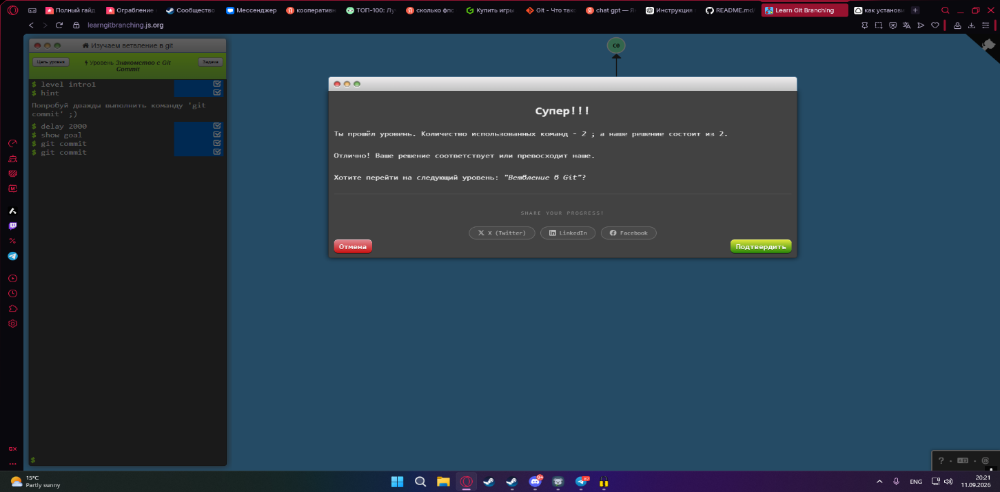 Полный гайд
Ограбление
Сообщество
Мессенджер
кооператив
ТОП-100: Лу
сколько фпс
Купить игры
Git - Что так
chat gpt — Я
Инструкция
README.md/
Learn Git Branching
как установи
learngitbranching.js.org
Изучаем ветвление в git
Цель уровня
Уровень Знакомство с Git Commit
Задача
$ level intro1
$ hint
Попробуй дважды выполнить команду 'git
commit' ;)
$ delay 2000
$ show goal
$ git commit
$ git commit
$
C0
Супер!!!
Ты прошёл уровень. Количество использованных команд - 2 ; а наше решение состоит из 2.
Отлично! Ваше решение соответствует или превосходит наше.
Хотите перейти на следующий уровень: "Ветвление в Git"?
SHARE YOUR PROGRESS!
X (Twitter)
LinkedIn
Facebook
Отмена
Подтвердить
GX
15°C
Partly sunny
9+
87
ENG
20:21
11.09.2026